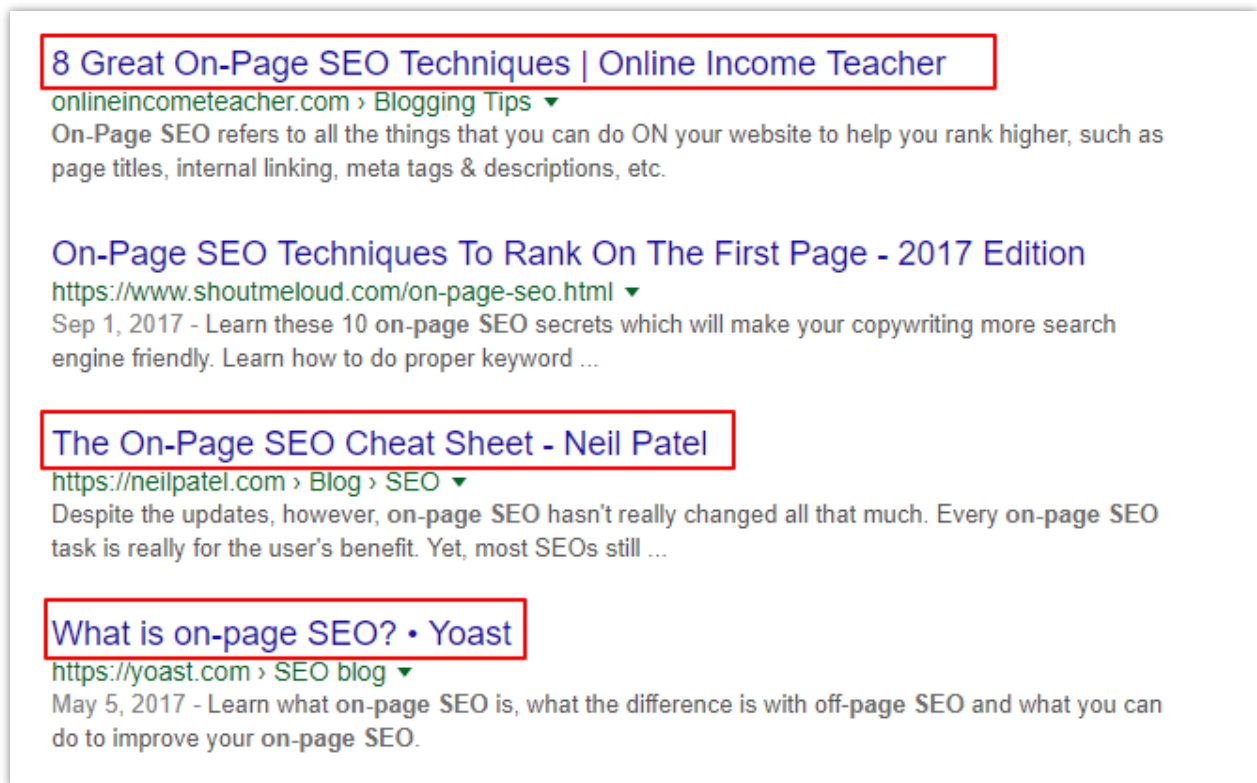 8 Great On-Page SEO Techniques | Online Income Teacher
onlineincometeacher.com › Blogging Tips ▼
On-Page SEO refers to all the things that you can do ON your website to help you rank higher, such as
page titles, internal linking, meta tags & descriptions, etc.
On-Page SEO Techniques To Rank On The First Page - 2017 Edition
https://www.shoutmeloud.com/on-page-seo.html ▼
Sep 1, 2017 - Learn these 10 on-page SEO secrets which will make your copywriting more search
engine friendly. Learn how to do proper keyword ...
The On-Page SEO Cheat Sheet - Neil Patel
https://neilpatel.com › Blog › SEO ▼
Despite the updates, however, on-page SEO hasn't really changed all that much. Every on-page SEO
task is really for the user's benefit. Yet, most SEOs still ...
What is on-page SEO? • Yoast
https://yoast.com › SEO blog ▼
May 5, 2017 - Learn what on-page SEO is, what the difference is with off-page SEO and what you can
do to improve your on-page SEO.